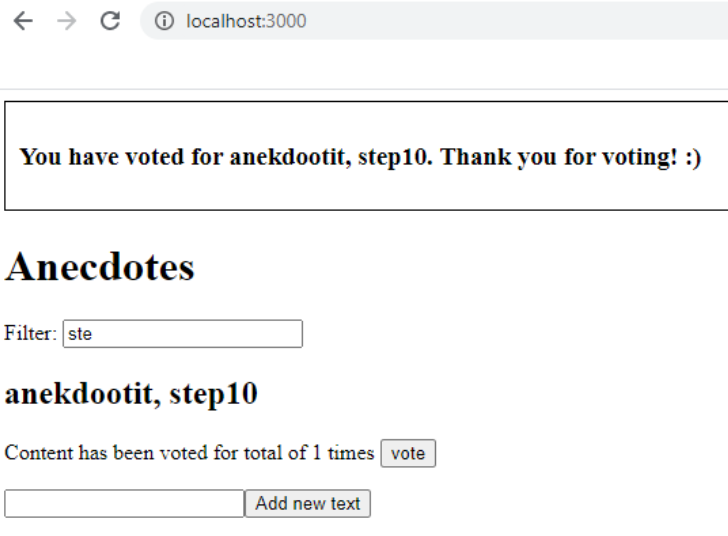 localhost:3000
You have voted for anekdootit, step10. Thank you for voting! :)
Anecdotes
Filter: ste
anekdootit, step10
Content has been voted for total of 1 times vote
Add new text